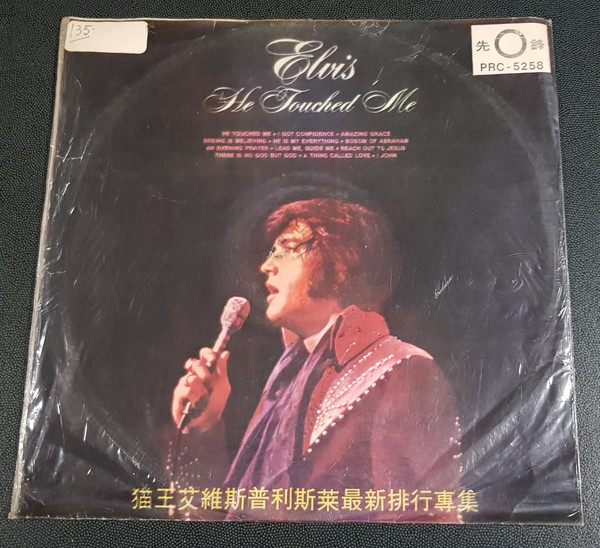 135.
先 鋒
PRC-5258
Elvis
He Touched Me
HE TOUCHED ME • I GOT CONFIDENCE • AMAZING GRACE
SEEING IS BELIEVING • HE IS MY EVERYTHING • BOSOM OF ABRAHAM
AN EVENING PRAYER • LEAD ME, GUIDE ME • REACH OUT TO JESUS
THERE IS NO GOD BUT GOD • A THING CALLED LOVE • I, JOHN
猫王艾維斯普利斯萊最新排行專集